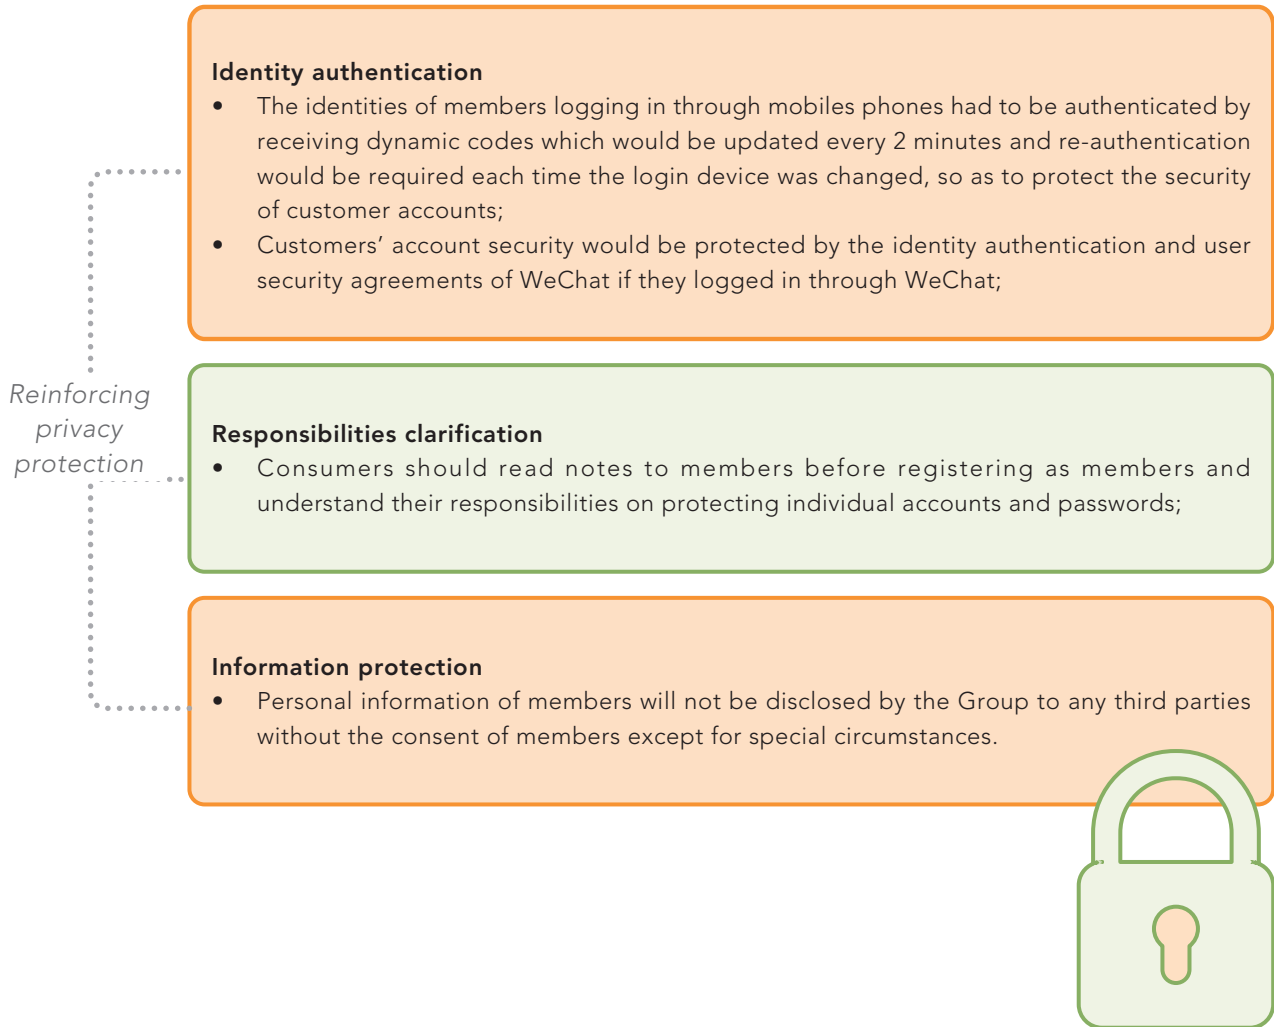 Identity authentication
• The identities of members logging in through mobiles phones had to be authenticated by
receiving dynamic codes which would be updated every 2 minutes and re-authentication
would be required each time the login device was changed, so as to protect the security
of customer accounts;
• Customers’ account security would be protected by the identity authentication and user
security agreements of WeChat if they logged in through WeChat;
Reinforcing
privacy
protection
Responsibilities clarification
• Consumers should read notes to members before registering as members and
understand their responsibilities on protecting individual accounts and passwords;
Information protection
• Personal information of members will not be disclosed by the Group to any third parties
without the consent of members except for special circumstances.